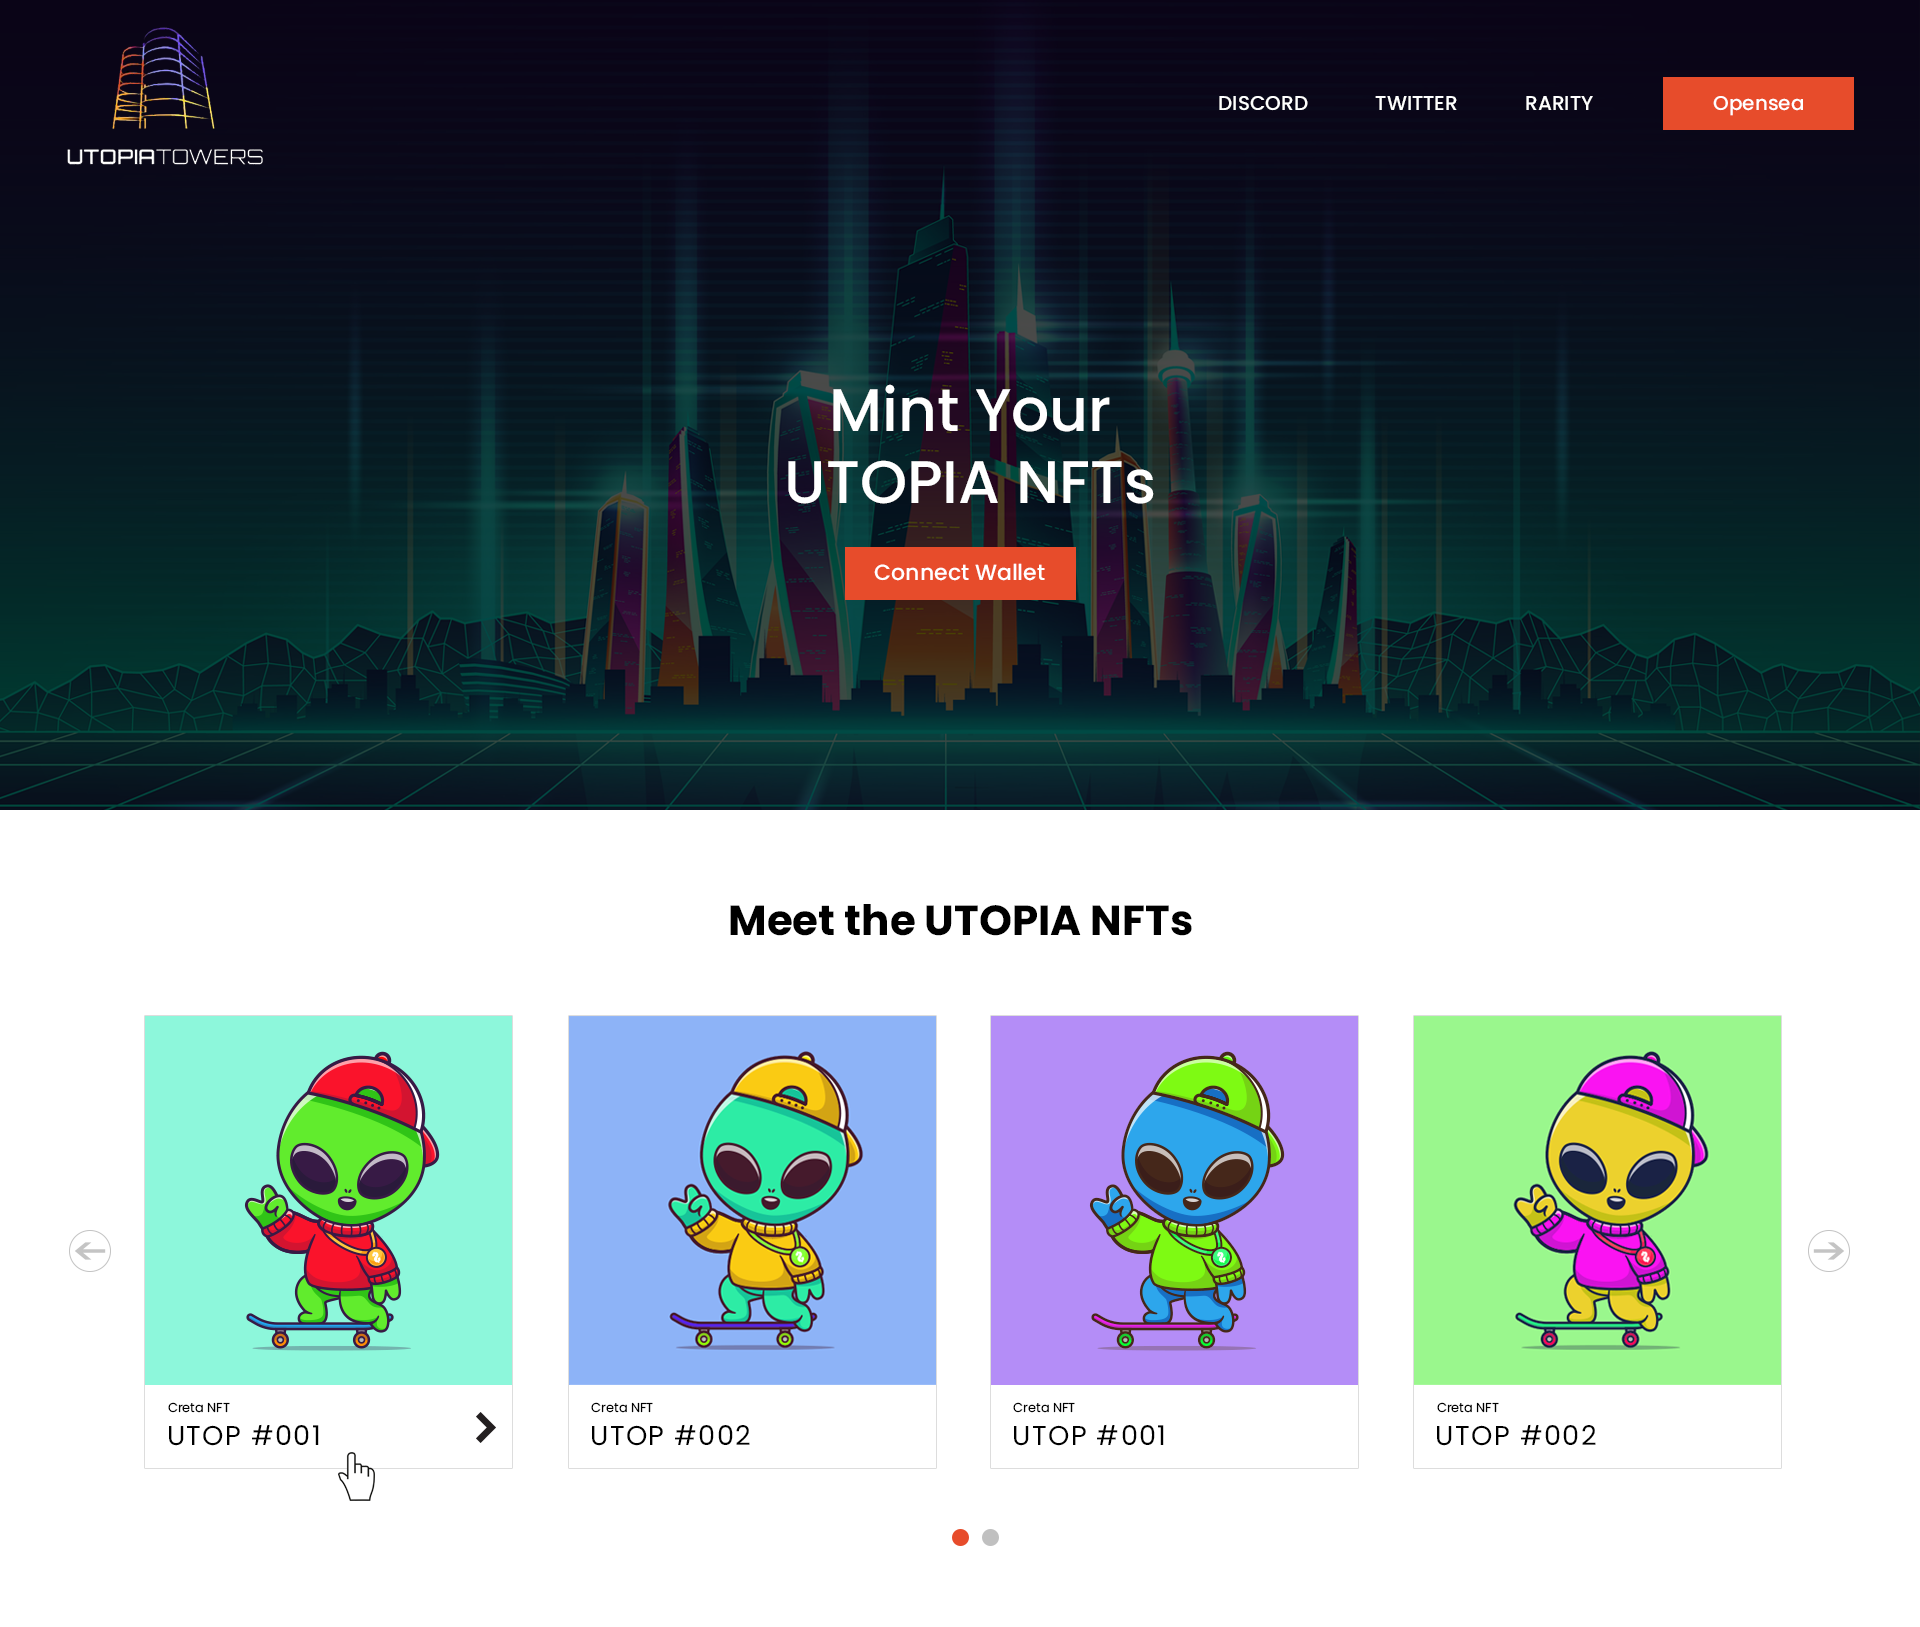 UTOPIATOWERS
DISCORD
TWITTER
RARITY
Opensea
Mint Your
UTOPIA NFTs
Connect Wallet
Meet the UTOPIA NFTs
Creta NFT
UTOP #001
Creta NFT
UTOP #002
Creta NFT
UTOP #001
Creta NFT
UTOP #002